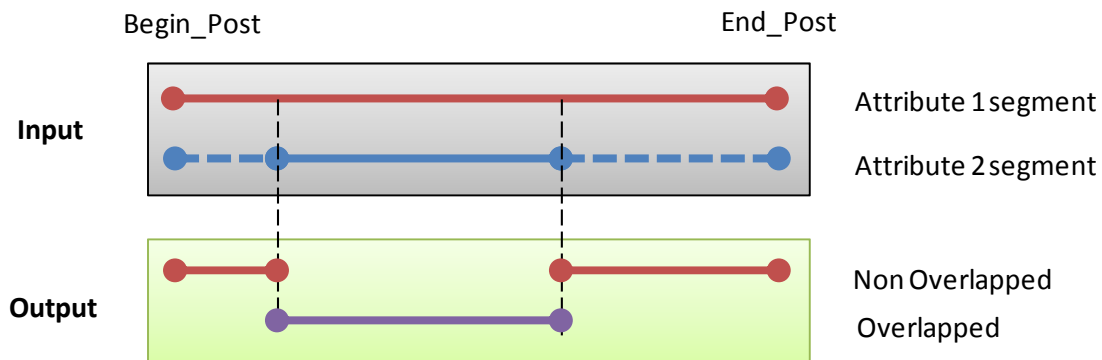 Begin_Post
End_Post
Input
Attribute 1 segment
Attribute 2 segment
Output
Non Overlapped
Overlapped